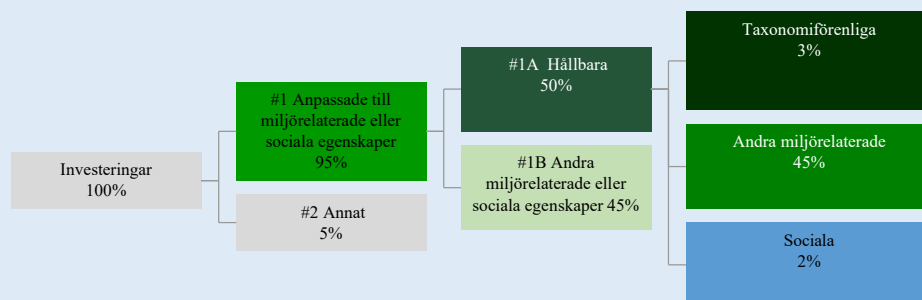 Investeringar
100%
#1 Anpassade till
miljörelaterade eller
sociala egenskaper
95%
#2 Annat
5%
#1A Hållbara
50%
#1B Andra
miljörelaterade eller
sociala egenskaper 45%
Taxonomiförenliga
3%
Andra miljörelaterade
45%
Sociala
2%